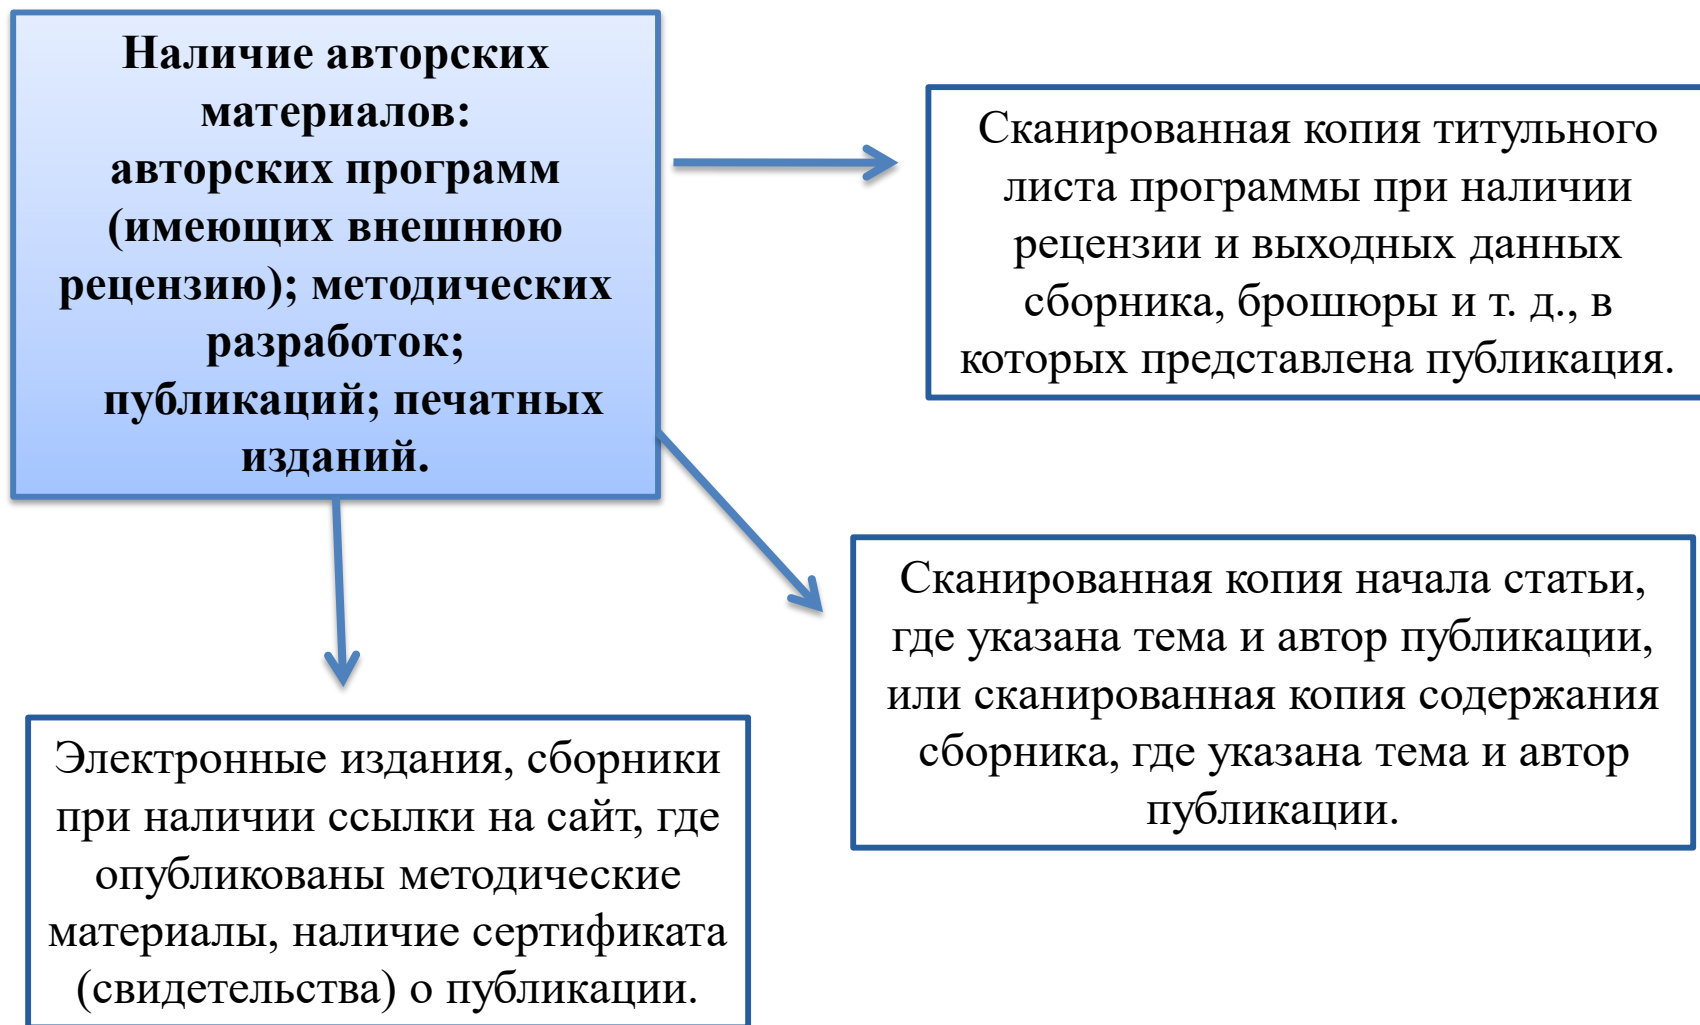 Наличие авторских
материалов:
авторских программ
(имеющих внешнюю
рецензию); методических
разработок;
публикаций; печатных
изданий.
Сканированная копия титульного
листа программы при наличии
рецензии и выходных данных
сборника, брошюры и т. д., в
которых представлена публикация.
Сканированная копия начала статьи,
где указана тема и автор публикации,
или сканированная копия содержания
сборника, где указана тема и автор
публикации.
Электронные издания, сборники
при наличии ссылки на сайт, где
опубликованы методические
материалы, наличие сертификата
(свидетельства) о публикации.